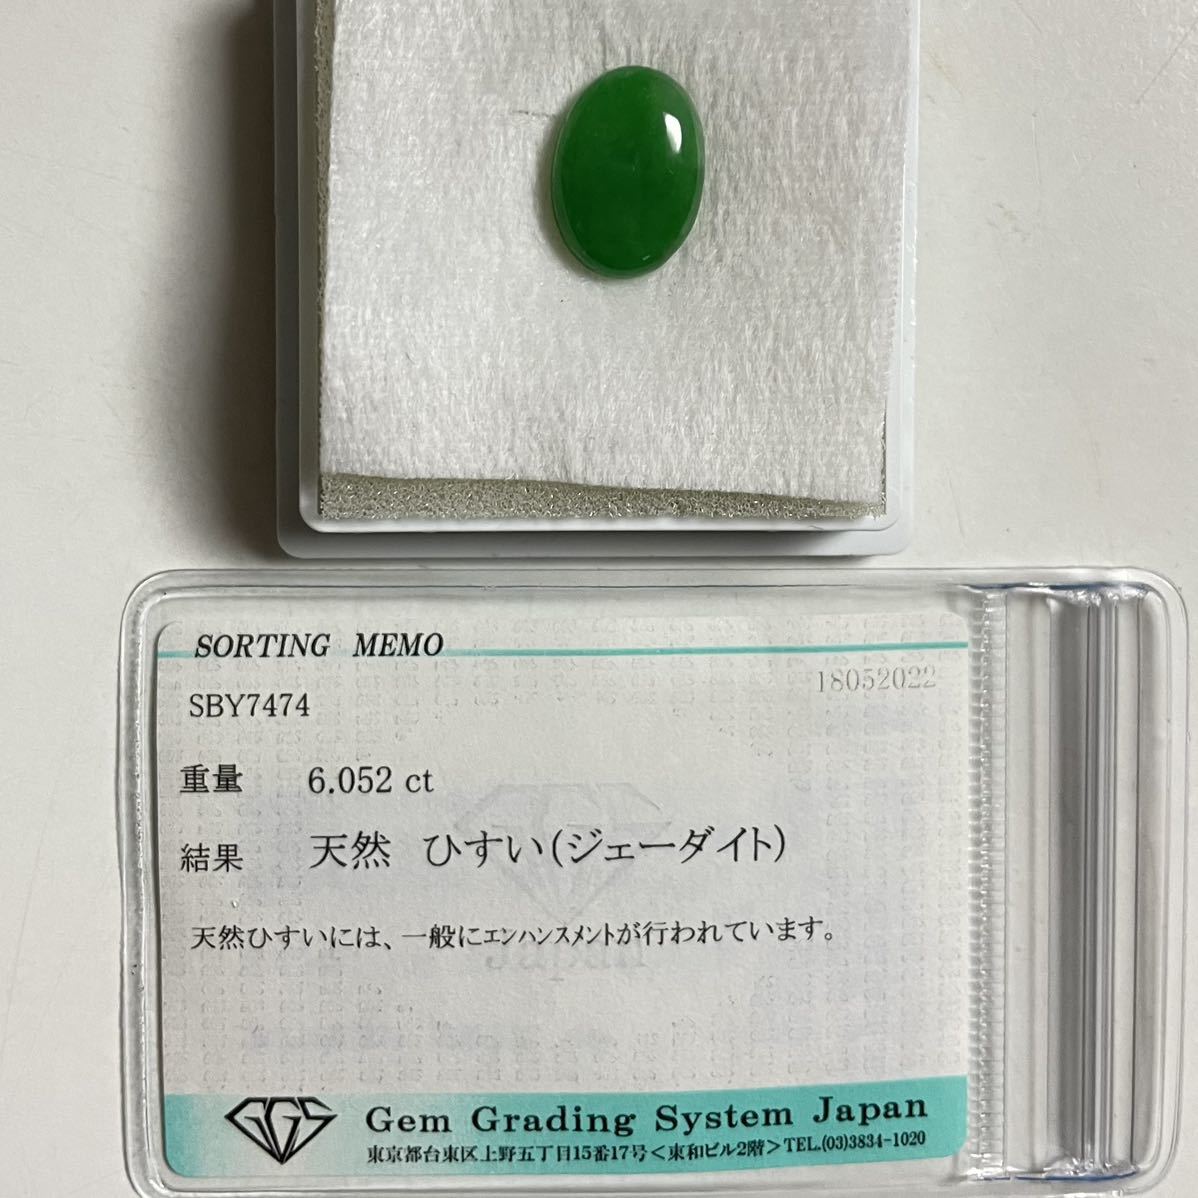 SORTING MEMO
18052022
SBY7474
重量 6.052 ct
結果 天然 ひすい(ジェーダイト)
天然ひすいには、一般にエンハンスメントが行われています。
GGS
Japan
GGS Gem Grading System Japan
東京都台東区上野五丁目15番17号<東和ビル2階>TEL.(03)3834-1020